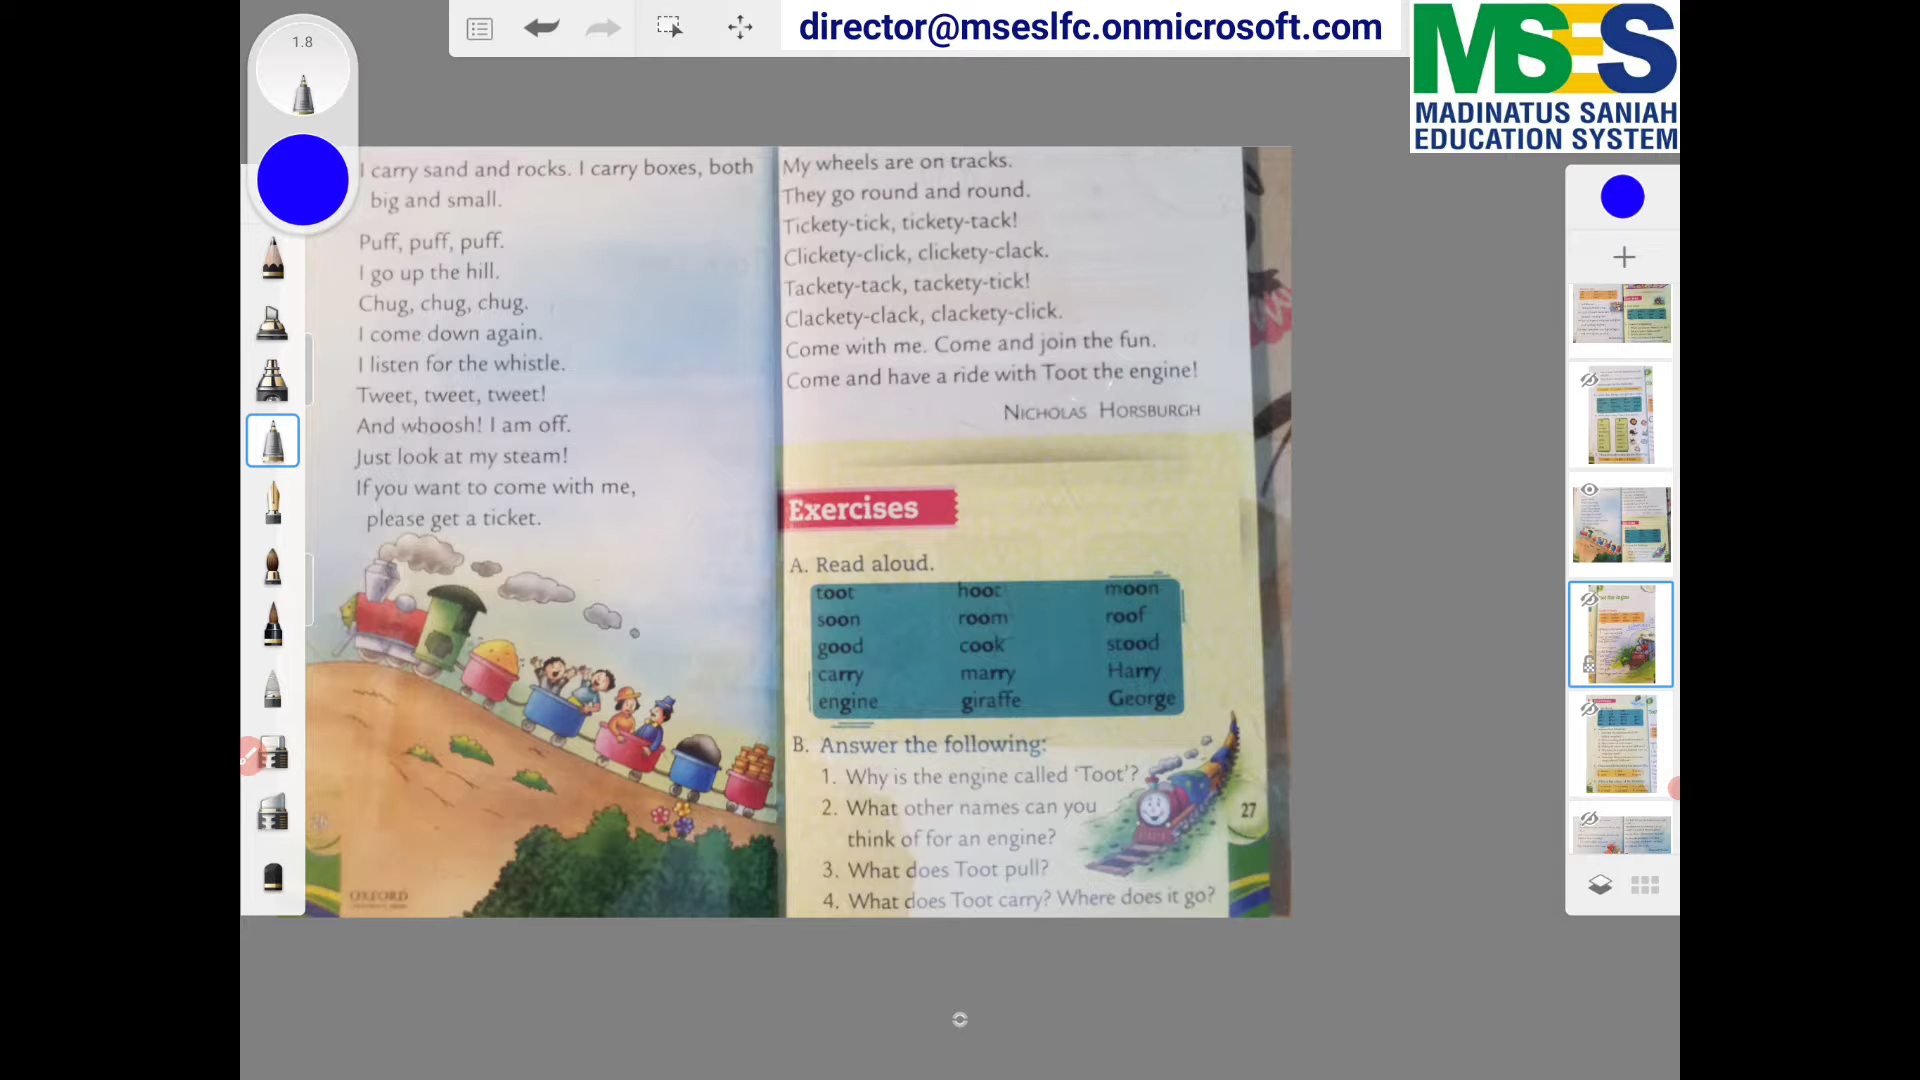 1.8
director@mseslfc.onmicrosoft.com
MSES
MADINATUS SANIAH
EDUCATION SYSTEM
I carry sand and rocks. I carry boxes, both
big and small.
Puff, puff, puff.
I go up the hill.
Chug, chug, chug.
I come down again.
I listen for the whistle.
Tweet, tweet, tweet!
And whoosh! I am off.
Just look at my steam!
If you want to come with me,
please get a ticket.
26
OXFORD
My wheels are on tracks.
They go round and round.
Tickety-tick, tickety-tack!
Clickety-click, clickety-clack.
Tackety-tack, tackety-tick!
Clackety-clack, clackety-click.
Come with me. Come and join the fun.
Come and have a ride with Toot the engine!
NICHOLAS HORSBURGH
Exercises
A. Read aloud.
toot hoot moon
soon room roof
good cook stood
carry marry Harry
engine giraffe George
B. Answer the following:
1. Why is the engine called ‘Toot’?
2. What other names can you
think of for an engine?
3. What does Toot pull?
4. What does Toot carry? Where does it go?
27